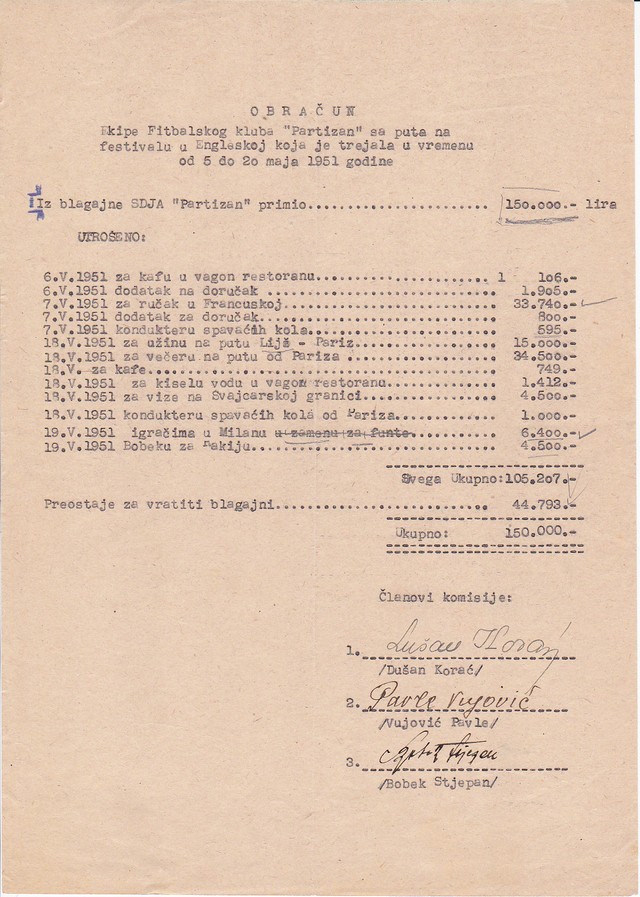 OBRAČUN
Ekipe Fitbalskog kluba "Partizan" sa puta na
festivalu u Engleskoj koja je trejala u vremenu
od 5 do 2o maja 1951 godine
Iz blagajne SDJA "Partizan" primio...................... 150.000.- lira
UTROŠENO:
6.V.1951 za kafu u vagon restoranu...................... 1 106.-
6.V.1951 dodatak na doručak ............................ 1.905.-
7.V.1951 za ručak u Francuskoj.......................... 33.740.-
7.V.1951 dodatak za doručak............................. 800.-
7.V.1951 kondukteru spavaćih kola....................... 595.-
18.V.1951 za užinu na putu Lijž - Pariz................. 15.000.-
18.V.1951 za večeru na putu od Pariza .................. 34.500.-
18.V. za kafe........................................... 749.-
18.V.1951 za kiselu vodu u vagom restoranu.............. 1.412.-
18.V.1951 za vize na Švajcarskoj granici................ 4.500.-
18.V.1951 kondukteru spavaćih kola od Pariza............ 1.000.-
19.V.1951 igračima u Milanu u zamenu za funte........... 6.400.-
19.V.1951 Bobeku za Rakiju.............................. 4.500.-
Svega Ukupno:105.207.-
Preostaje za vratiti blagajni........................... 44.793.-
Ukupno: 150.000.-
Članovi komisije:
1. Dušan Korać
/Dušan Korać/
2. Pavle Vujović
/Vujović Pavle/
3. Bobek Stjepan
/Bobek Stjepan/